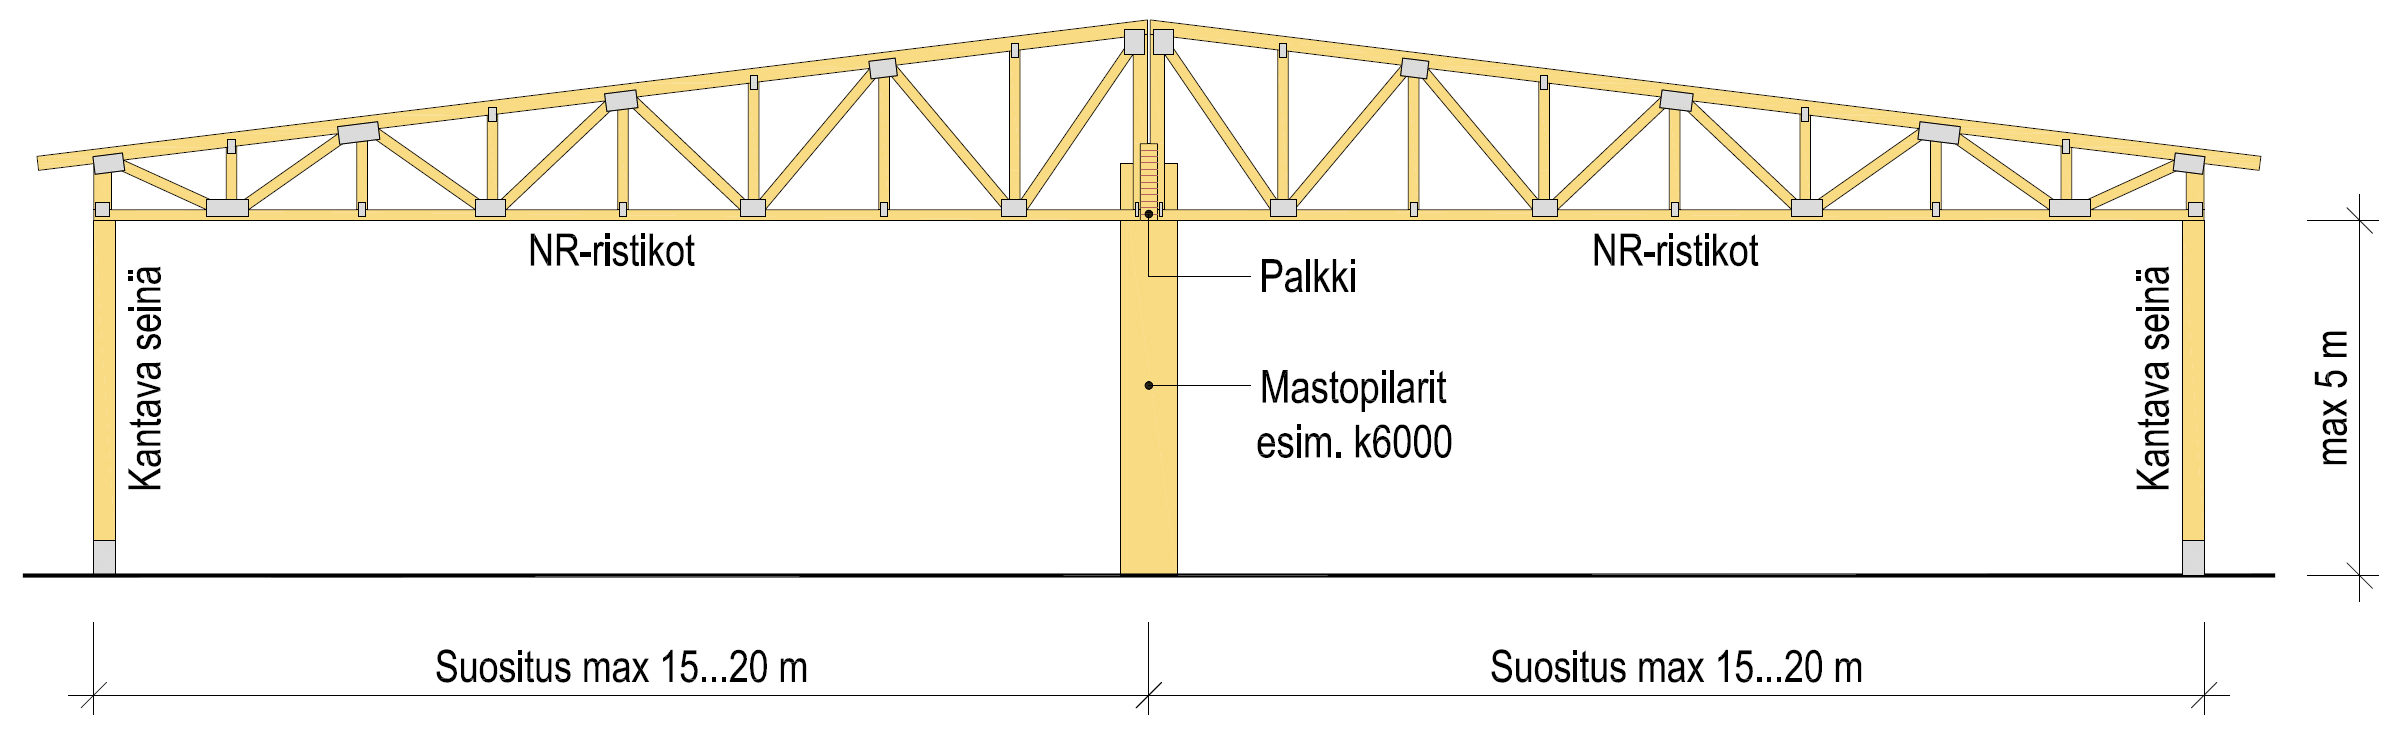 NR-ristikot
NR-ristikot
Palkki
Kantava seinä
Kantava seinä
max 5 m
Mastopilarit
esim. k6000
Suositus max 15...20 m
Suositus max 15...20 m